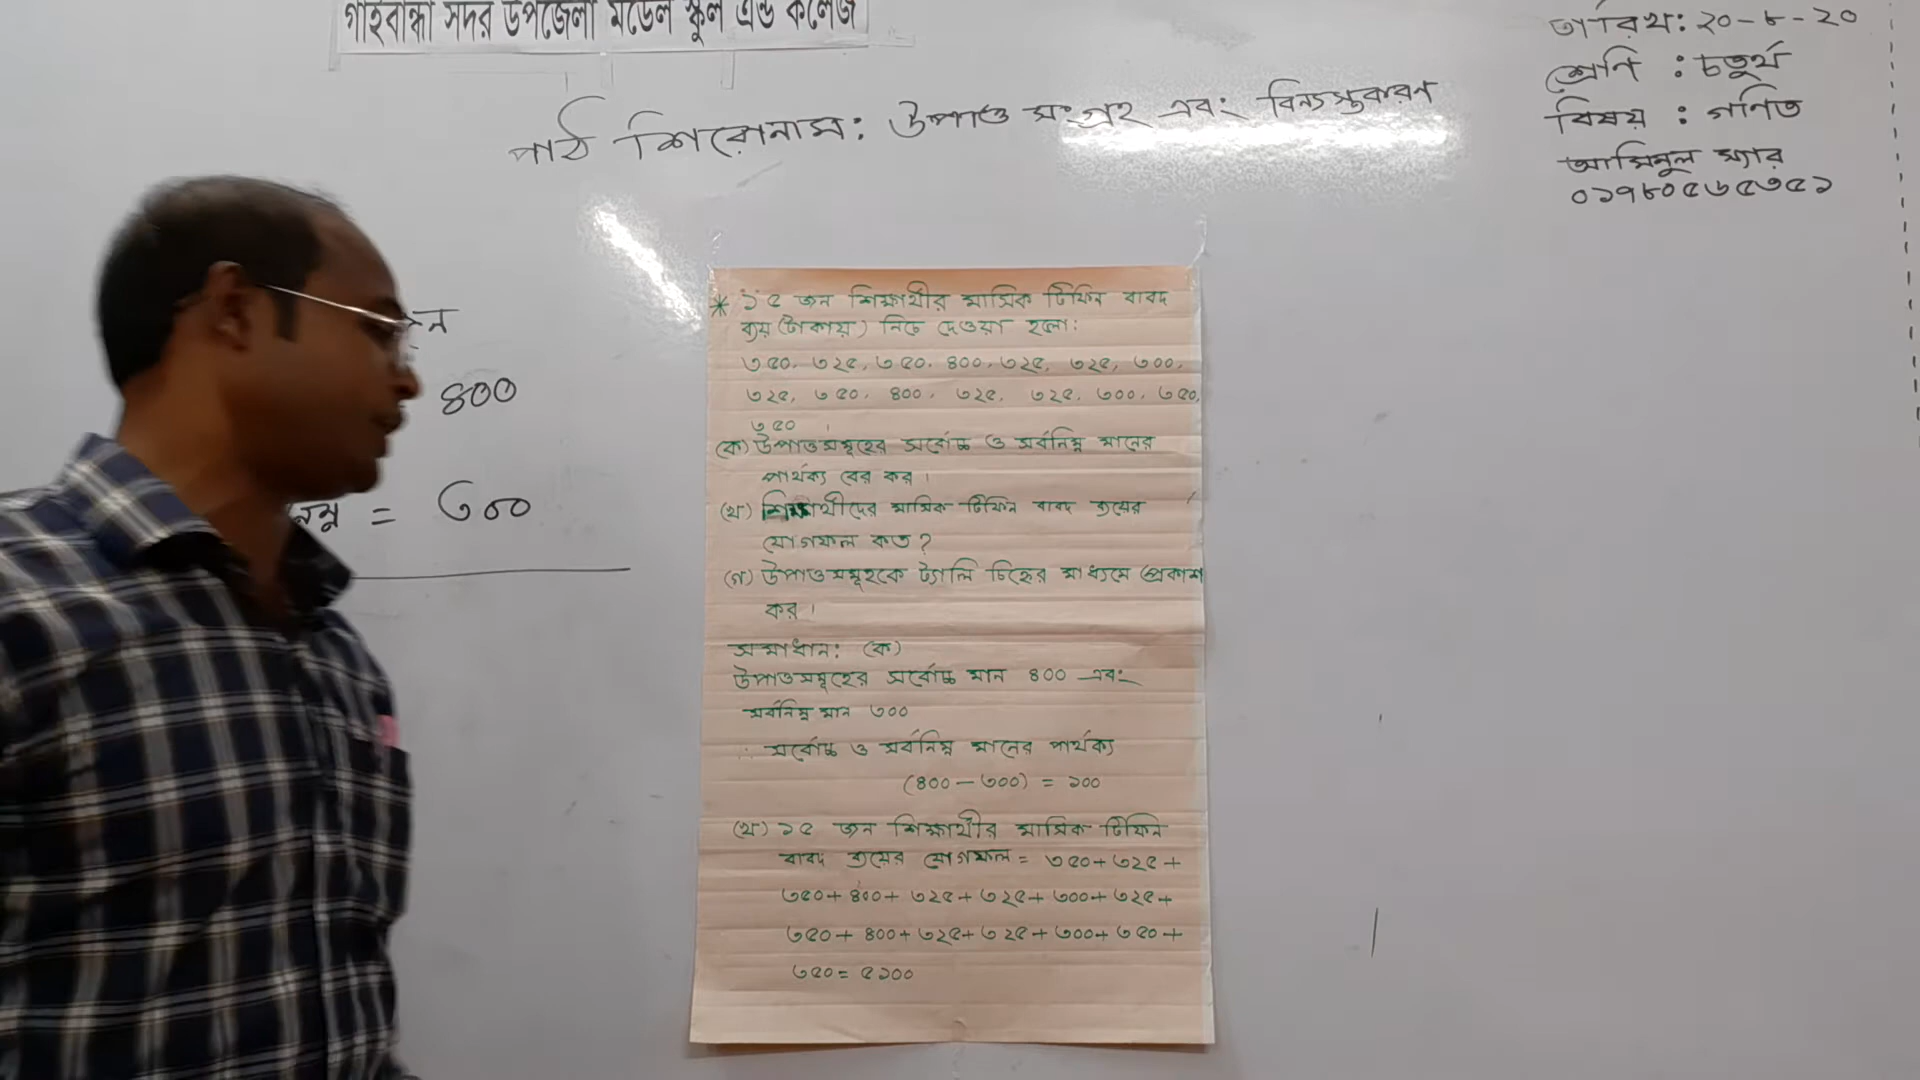 গাইবান্ধা সদর উপজেলা মডেল স্কুল এন্ড কলেজ
তারিখ: ২০-৮-২০
শ্রেণি : চতুর্থ
বিষয় : গণিত
আমিনুল স্যার
০১৭৮০৫৬৫৩৫১
পাঠ শিরোনাম: উপাত্ত সংগ্রহ এবং বিন্যস্তকরণ
৪০০
নিম্ন = ৩০০
* ১৫ জন শিক্ষার্থীর মাসিক টিফিন বাবদ
ব্যয় (টাকায়) নিচে দেওয়া হলো:
৩৫০, ৩২৫, ৩৫০, ৪০০, ৩২৫, ৩২৫, ৩০০,
৩২৫, ৩৫০, ৪০০, ৩২৫, ৩২৫, ৩০০, ৩৫০,
৩৫০
(ক) উপাত্তসমূহের সর্বোচ্চ ও সর্বনিম্ন মানের
পার্থক্য বের কর।
(খ) শিক্ষার্থীদের মাসিক টিফিন বাবদ ব্যয়ের
যোগফল কত?
(গ) উপাত্তসমূহকে ট্যালি চিহ্নের মাধ্যমে প্রকাশ
কর।
সমাধান: (ক)
উপাত্তসমূহের সর্বোচ্চ মান ৪০০ এবং
সর্বনিম্ন মান ৩০০
∴ সর্বোচ্চ ও সর্বনিম্ন মানের পার্থক্য
(৪০০ – ৩০০) = ১০০
(খ) ১৫ জন শিক্ষার্থীর মাসিক টিফিন
বাবদ ব্যয়ের যোগফল = ৩৫০+ ৩২৫+
৩৫০+ ৪০০+ ৩২৫+ ৩২৫+ ৩০০+ ৩২৫+
৩৫০+ ৪০০+ ৩২৫+ ৩২৫+ ৩০০+ ৩৫০+
৩৫০= ৫১০০